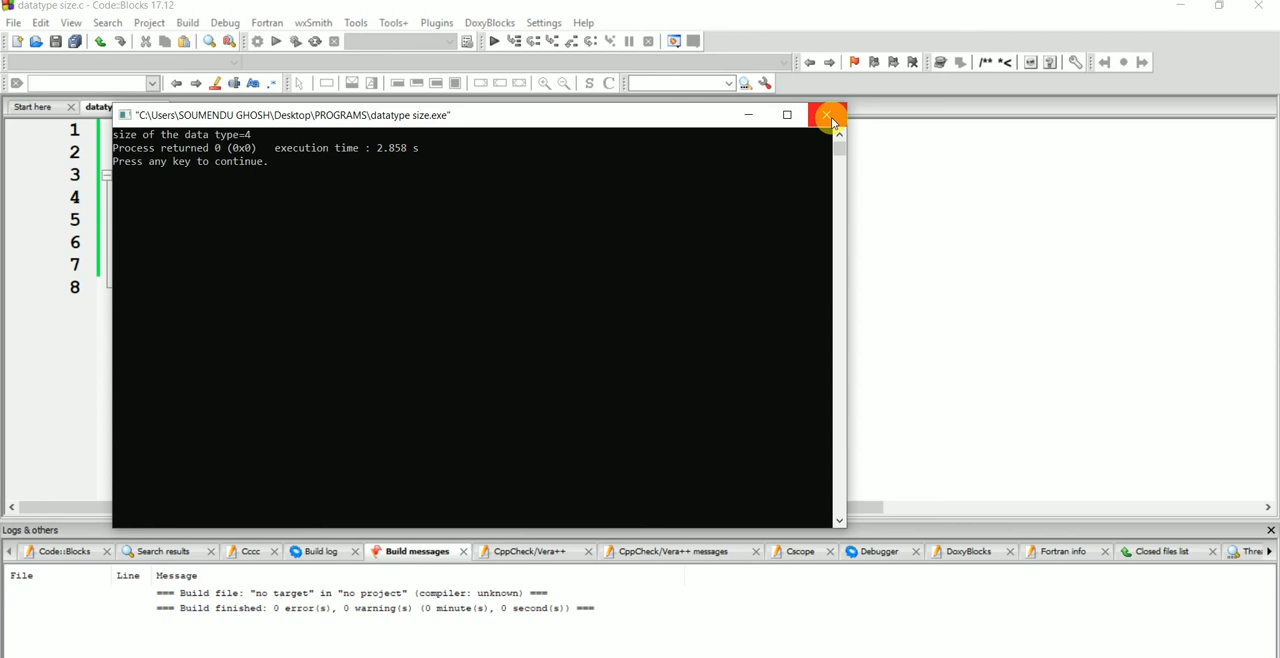 datatype size.c - Code::Blocks 17.12
File Edit View Search Project Build Debug Fortran wxSmith Tools Tools+ Plugins DoxyBlocks Settings Help
/** *<
S C
Start here dataty
"C:\Users\SOUMENDU GHOSH\Desktop\PROGRAMS\datatype size.exe"
size of the data type=4
Process returned 0 (0x0) execution time : 2.858 s
Press any key to continue.
1
2
3
4
5
6
7
8
Logs & others
Code::Blocks Search results Cccc Build log Build messages CppCheck/Vera++ CppCheck/Vera++ messages Cscope Debugger DoxyBlocks Fortran info Closed files list Thre
File Line Message
=== Build file: "no target" in "no project" (compiler: unknown) ===
=== Build finished: 0 error(s), 0 warning(s) (0 minute(s), 0 second(s)) ===